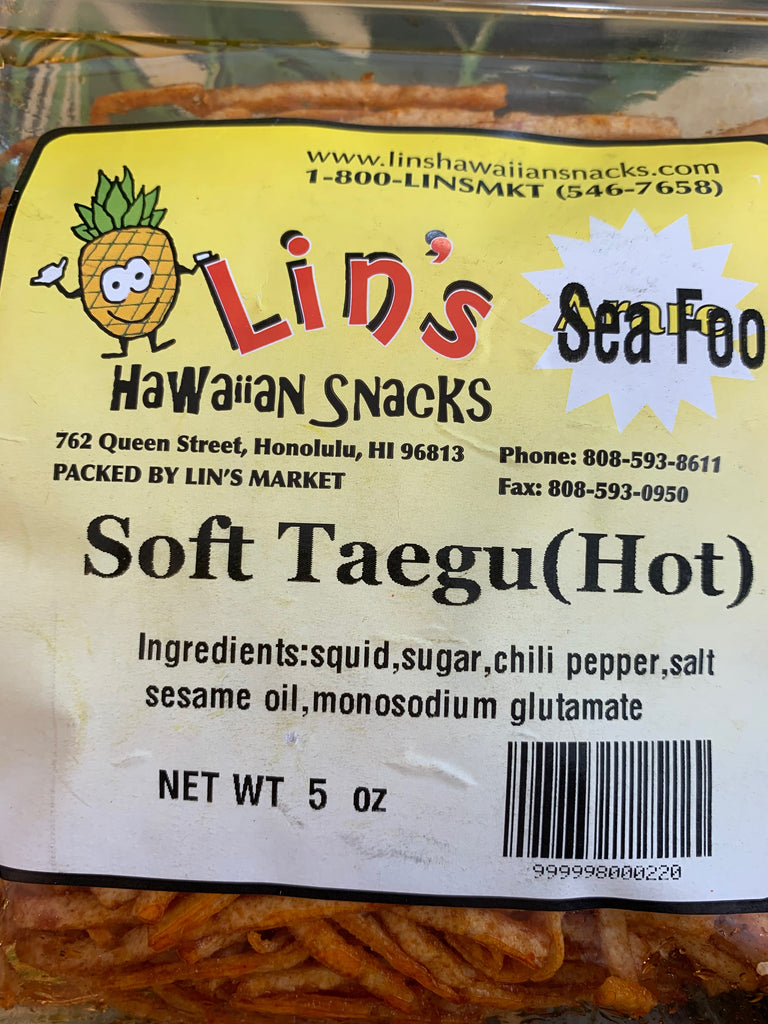 www.linshawaiiansnacks.com
1-800-LINSMKT (546-7658)
Lin's
Hawaiian Snacks
Arare
Sea Foo
762 Queen Street, Honolulu, HI 96813
PACKED BY LIN'S MARKET
Phone: 808-593-8611
Fax: 808-593-0950
Soft Taegu(Hot)
Ingredients:squid,sugar,chili pepper,salt
sesame oil,monosodium glutamate
NET WT 5 oz
999998000220